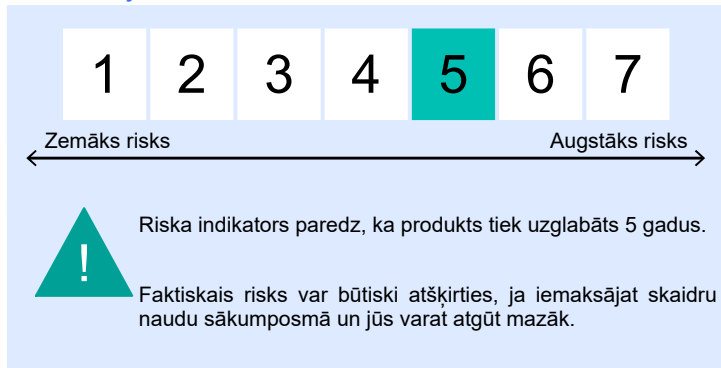 1 2 3 4 5 6 7
Zemāks risks Augstāks risks
!
Riska indikators paredz, ka produkts tiek uzglabāts 5 gadus.
Faktiskais risks var būtiski atšķirties, ja iemaksājat skaidru
naudu sākumposmā un jūs varat atgūt mazāk.